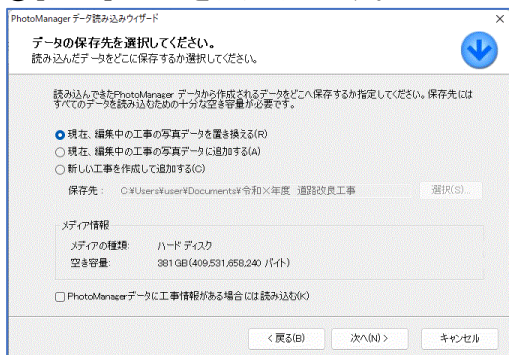 PhotoManager データ読み込みウィザード
データの保存先を選択してください。
読み込んだデータをどこに保存するか選択してください。
読み込んできたPhotoManager データから作成されるデータをどこへ保存するか指定してください。保存先には
すべてのデータを読み込むための十分な空き容量が必要です。
現在、編集中の工事の写真データを置き換える(R)
現在、編集中の工事の写真データに追加する(A)
新しい工事を作成して追加する(C)
保存先: C:¥Users¥user¥Documents¥令和×年度 道路改良工事 選択(S)...
メディア情報
メディアの種類: ハード ディスク
空き容量: 381 GB(409,531,658,240 バイト)
PhotoManagerデータに工事情報がある場合には読み込む(K)
< 戻る(B) 次へ(N) > キャンセル